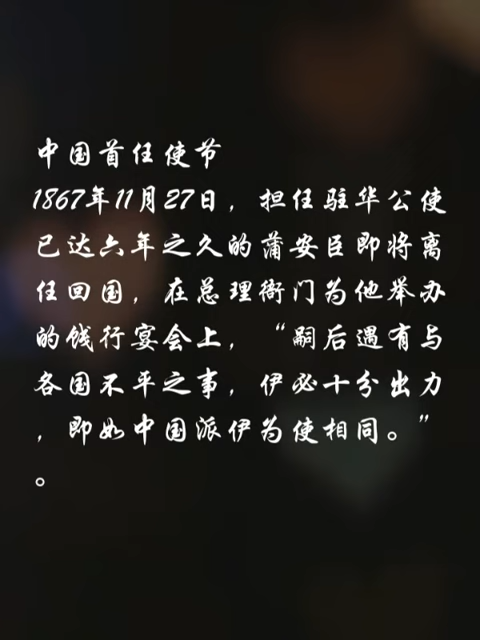 中国首任使节
1867年11月27日，担任驻华公使
已达六年之久的蒲安臣即将离
任回国，在总理衙门为他举办
的饯行宴会上，“嗣后遇有与
各国不平之事，伊必十分出力
，即如中国派伊为使相同。”
。